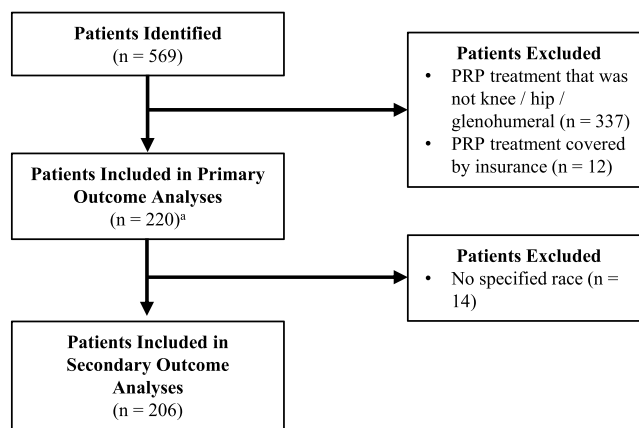 Patients Identified
(n = 569)
Patients Excluded
• PRP treatment that was
not knee / hip /
glenohumeral (n = 337)
• PRP treatment covered
by insurance (n = 12)
Patients Included in Primary
Outcome Analyses
(n = 220)ᵃ
Patients Excluded
• No specified race (n =
14)
Patients Included in
Secondary Outcome
Analyses
(n = 206)